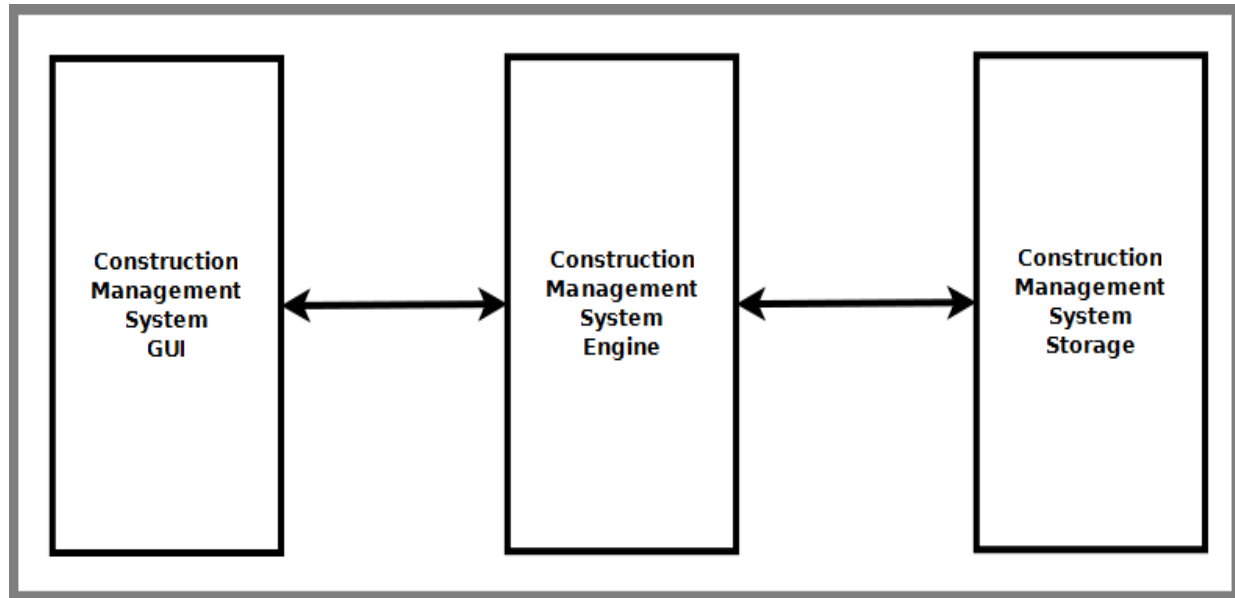 Construction
Management
System
GUI
Construction
Management
System
Engine
Construction
Management
System
Storage